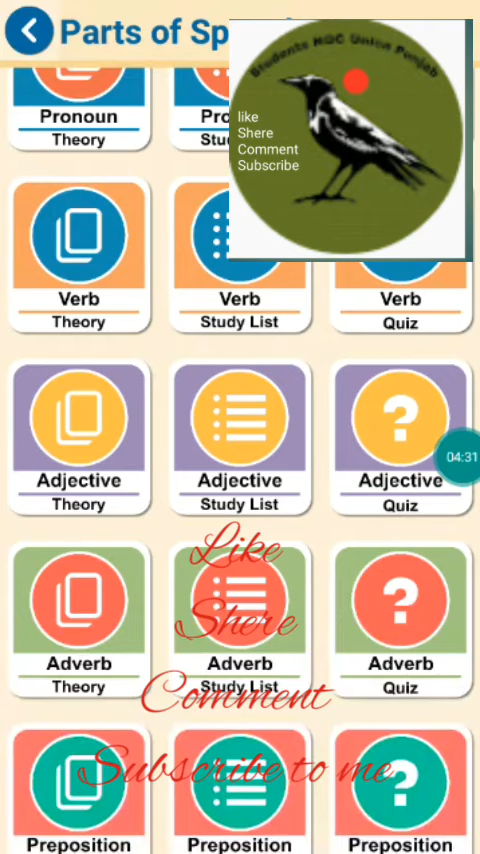 Parts of Sp
Students NGO Union Punjab
like
Shere
Comment
Subscribe
Pronoun
Theory
Verb
Theory
Verb
Study List
Verb
Quiz
04:31
Adjective
Theory
Adjective
Study List
Adjective
Quiz
Like
Shere
Adverb
Theory
Adverb
Study List
Adverb
Quiz
Comment
Subscribe to me
Preposition
Preposition
Preposition